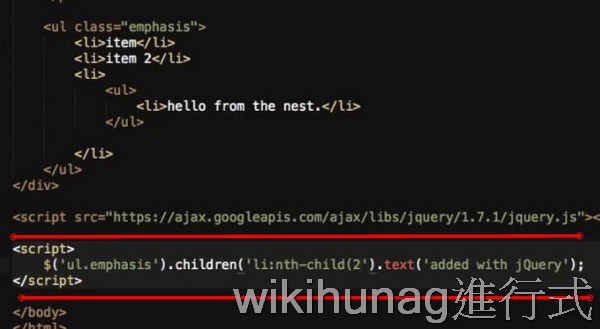 <ul class="emphasis">
<li>item</li>
<li>item 2</li>
<li>
<ul>
<li>hello from the nest.</li>
</ul>
</li>
</ul>
</div>
<script src="https://ajax.googleapis.com/ajax/libs/jquery/1.7.1/jquery.js"><
<script>
$('ul.emphasis').children('li:nth-child(2').text('added with jQuery');
</script>
wikihunag進行式
</body>
</html>